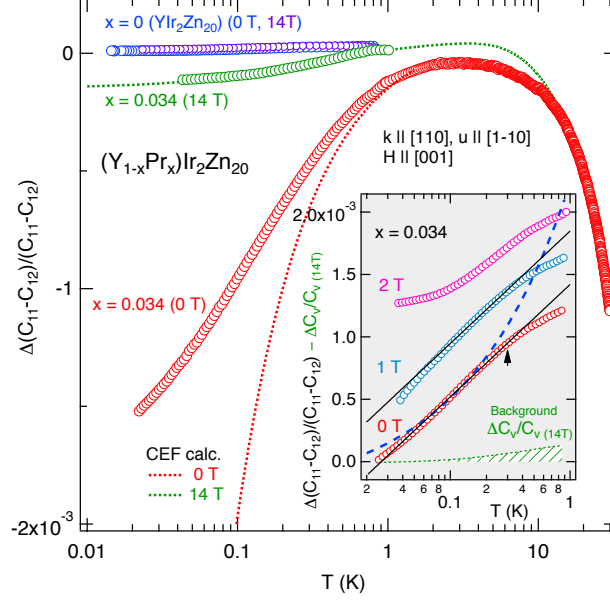 x = 0 (YIr2Zn20) (0 T, 14T)
0
x = 0.034 (14 T)
k || [110], u || [1-10]
H || [001]
(Y1-xPrx)Ir2Zn20
Δ(C11-C12)/(C11-C12)
-1
x = 0.034 (0 T)
CEF calc.
0 T
14 T
-2x10-3
0.01
0.1
1
10
T (K)
2.0x10-3
x = 0.034
2 T
1.5
1 T
1.0
Δ(C11-C12)/(C11-C12) − ΔCv/Cv (14T)
0.5
0 T
Background
ΔCv/Cv (14T)
0.0
2 4 6 8 0.1 2 4 6 8 1
T (K)